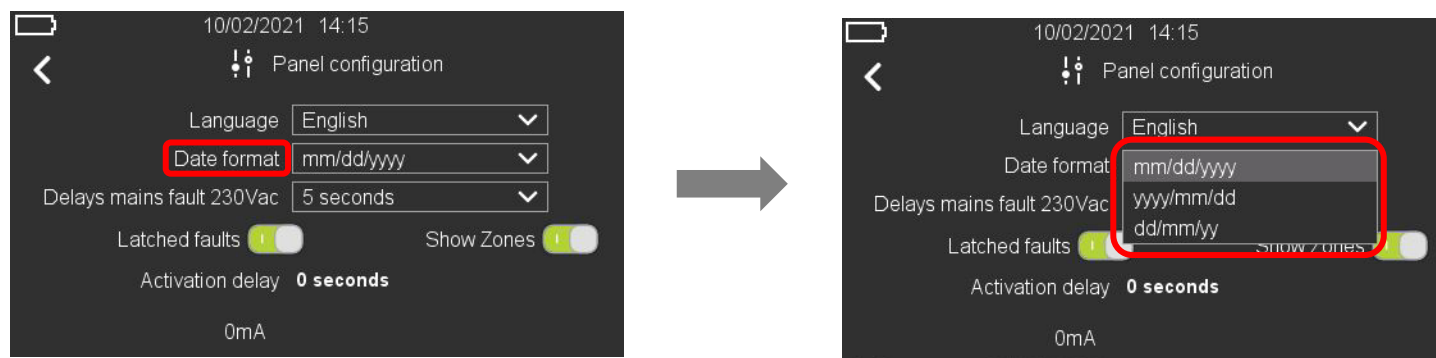 10/02/2021 14:15
Panel configuration
Language English
Date format mm/dd/yyyy
Delays mains fault 230Vac 5 seconds
Latched faults Show Zones
Activation delay 0 seconds
0mA
10/02/2021 14:15
Panel configuration
Language English
Date format mm/dd/yyyy
yyyy/mm/dd
Delays mains fault 230Vac
dd/mm/yy
Latched faults Show Zones
Activation delay 0 seconds
0mA